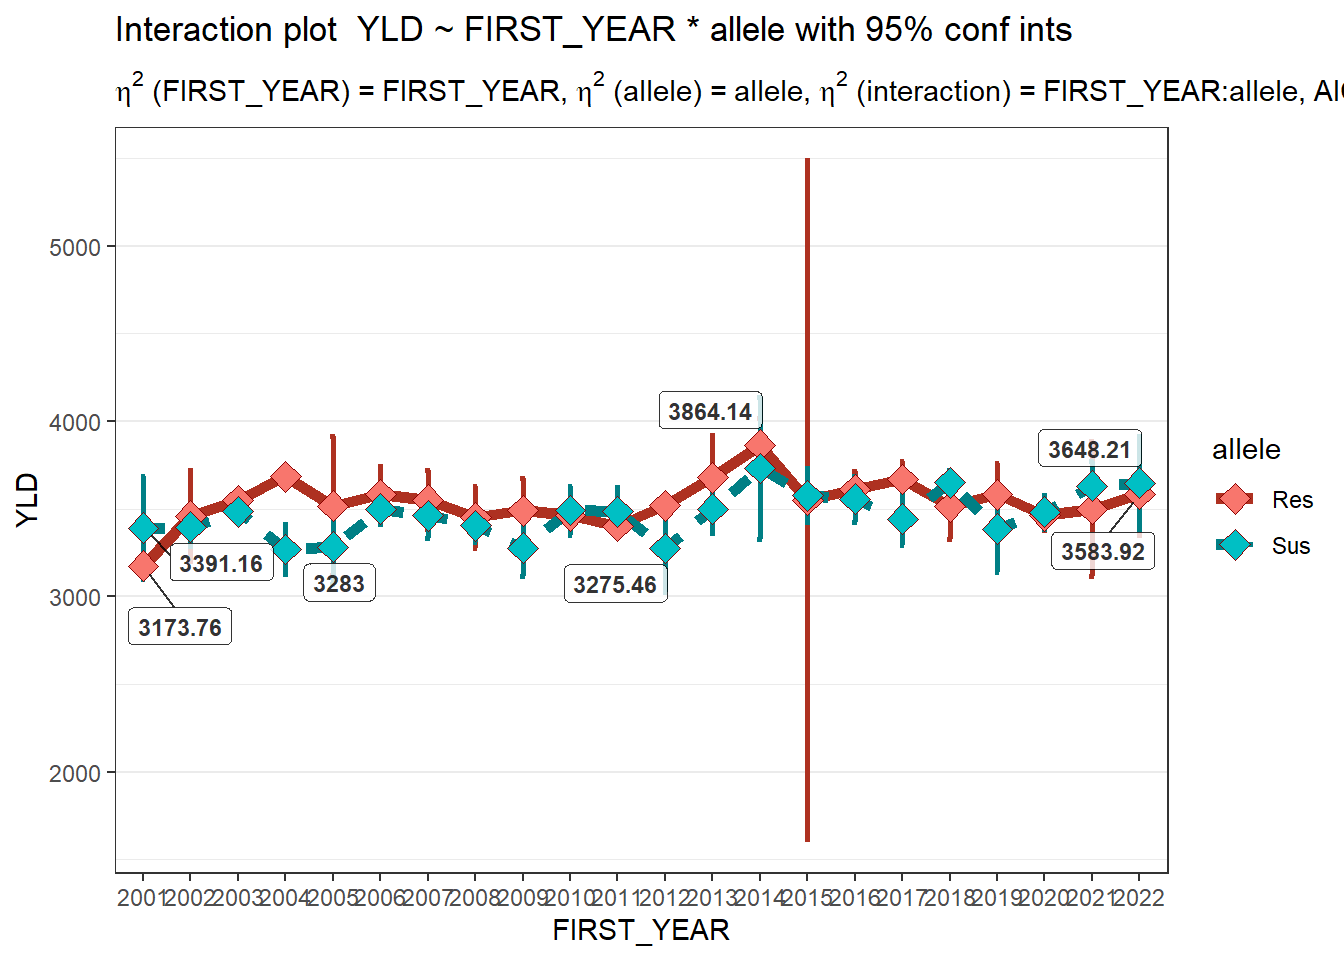 Interaction plot  YLD ~ FIRST_YEAR * allele with 95% conf ints
η² (FIRST_YEAR) = FIRST_YEAR, η² (allele) = allele, η² (interaction) = FIRST_YEAR:allele, AI
5000
4000
3000
2000
YLD
3864.14
3648.21
3391.16
3283
3275.46
3583.92
3173.76
allele
Res
Sus
2001 2002 2003 2004 2005 2006 2007 2008 2009 2010 2011 2012 2013 2014 2015 2016 2017 2018 2019 2020 2021 2022
FIRST_YEAR